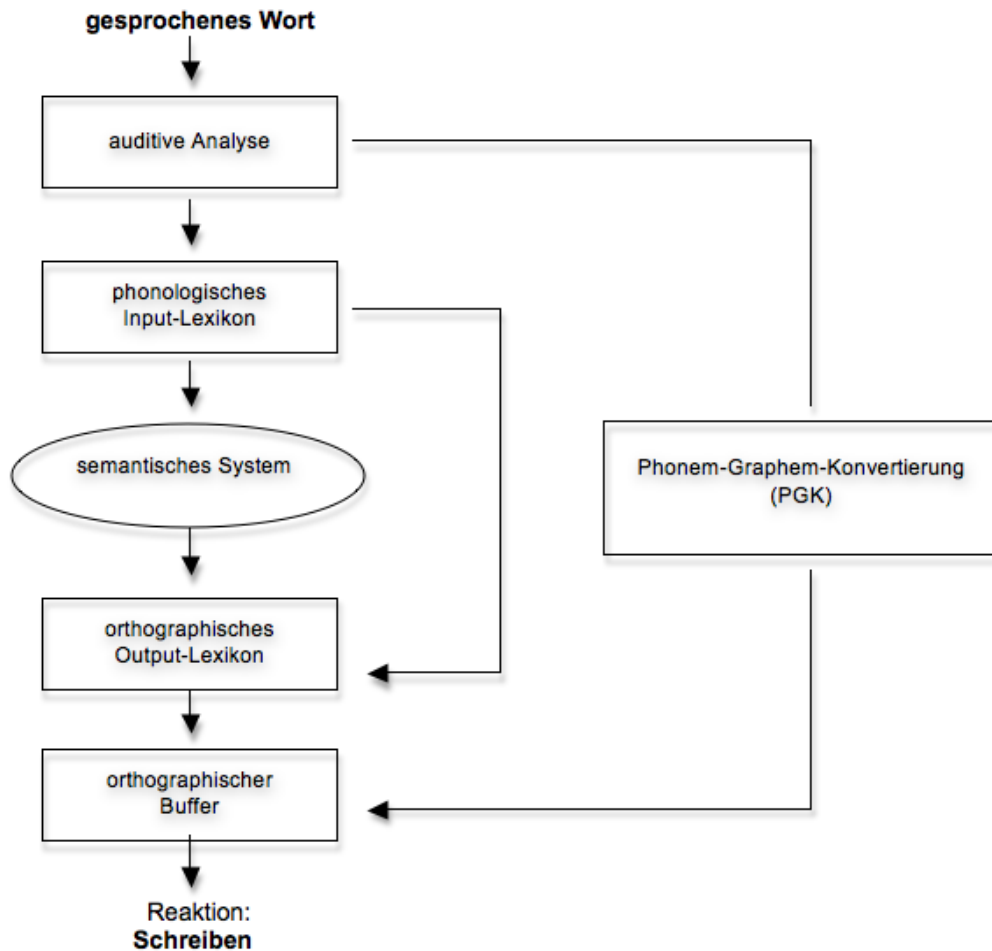 gesprochenes Wort
auditive Analyse
phonologisches
Input-Lexikon
semantisches System
Phonem-Graphem-Konvertierung
(PGK)
orthographisches
Output-Lexikon
orthographischer
Buffer
Reaktion:
Schreiben